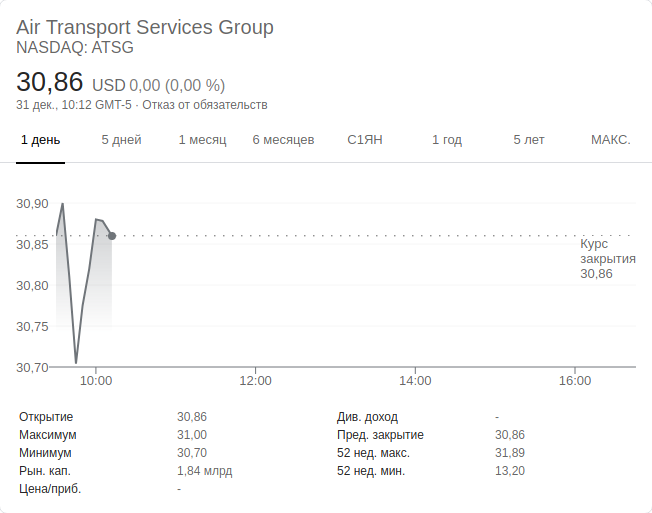 Air Transport Services Group
NASDAQ: ATSG
30,86 USD 0,00 (0,00 %)
31 дек., 10:12 GMT-5 · Отказ от обязательств
1 день 5 дней 1 месяц 6 месяцев С1ЯН 1 год 5 лет МАКС.
30,90
30,85
30,80
30,75
30,70
Курс
закрытия
30,86
10:00 12:00 14:00 16:00
Открытие 30,86 Див. доход -
Максимум 31,00 Пред. закрытие 30,86
Минимум 30,70 52 нед. макс. 31,89
Рын. кап. 1,84 млрд 52 нед. мин. 13,20
Цена/приб. -